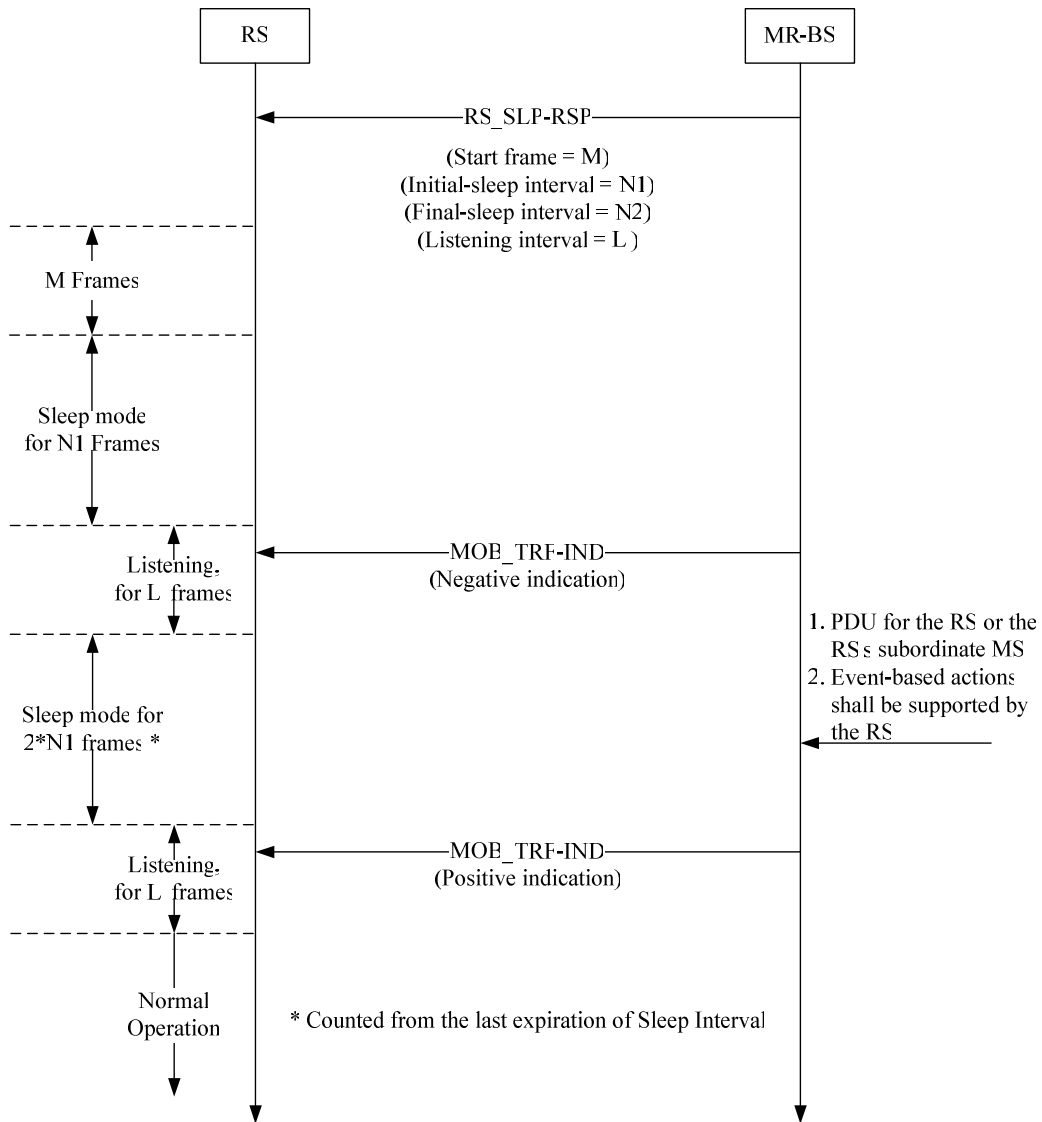 RS
MR-BS
RS_SLP-RSP
(Start frame = M)
(Initial-sleep interval = N1)
(Final-sleep interval = N2)
(Listening interval = L )
M Frames
Sleep mode
for N1 Frames
Listening,
for L frames
MOB_TRF-IND
(Negative indication)
1. PDU for the RS or the
RSs subordinate MS
2. Event-based actions
shall be supported by
the RS
Sleep mode for
2*N1 frames *
Listening,
for L frames
MOB_TRF-IND
(Positive indication)
Normal
Operation
* Counted from the last expiration of Sleep Interval